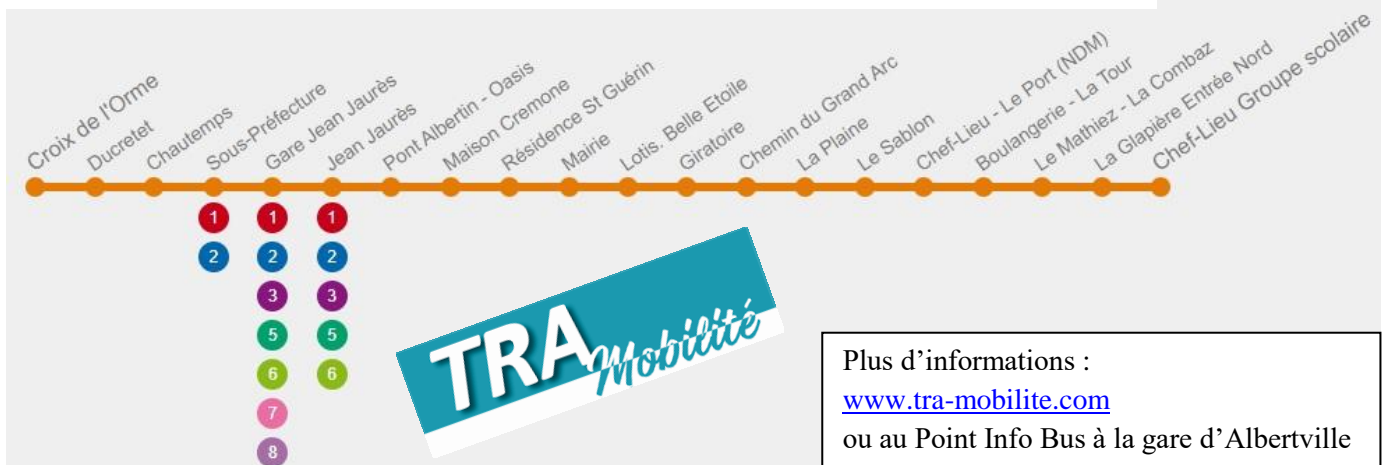 Croix de l'Orme
Ducretet
Chautemps
Sous-Préfecture
Gare Jean Jaurès
Jean Jaurès
Pont Albertin - Oasis
Maison Cremone
Résidence St Guérin
Mairie
Lotis. Belle Etoile
Giratoire
Chemin du Grand Arc
La Plaine
Le Sablon
Chef-Lieu - Le Port (NDM)
Boulangerie - La Tour
Le Mathiez - La Combaz
La Glapière Entrée Nord
Chef-Lieu Groupe scolaire
1 1 1
2 2 2
3 3
5 5
6 6
7
8
TRA Mobilité
Plus d’informations :
www.tra-mobilite.com
ou au Point Info Bus à la gare d’Albertville